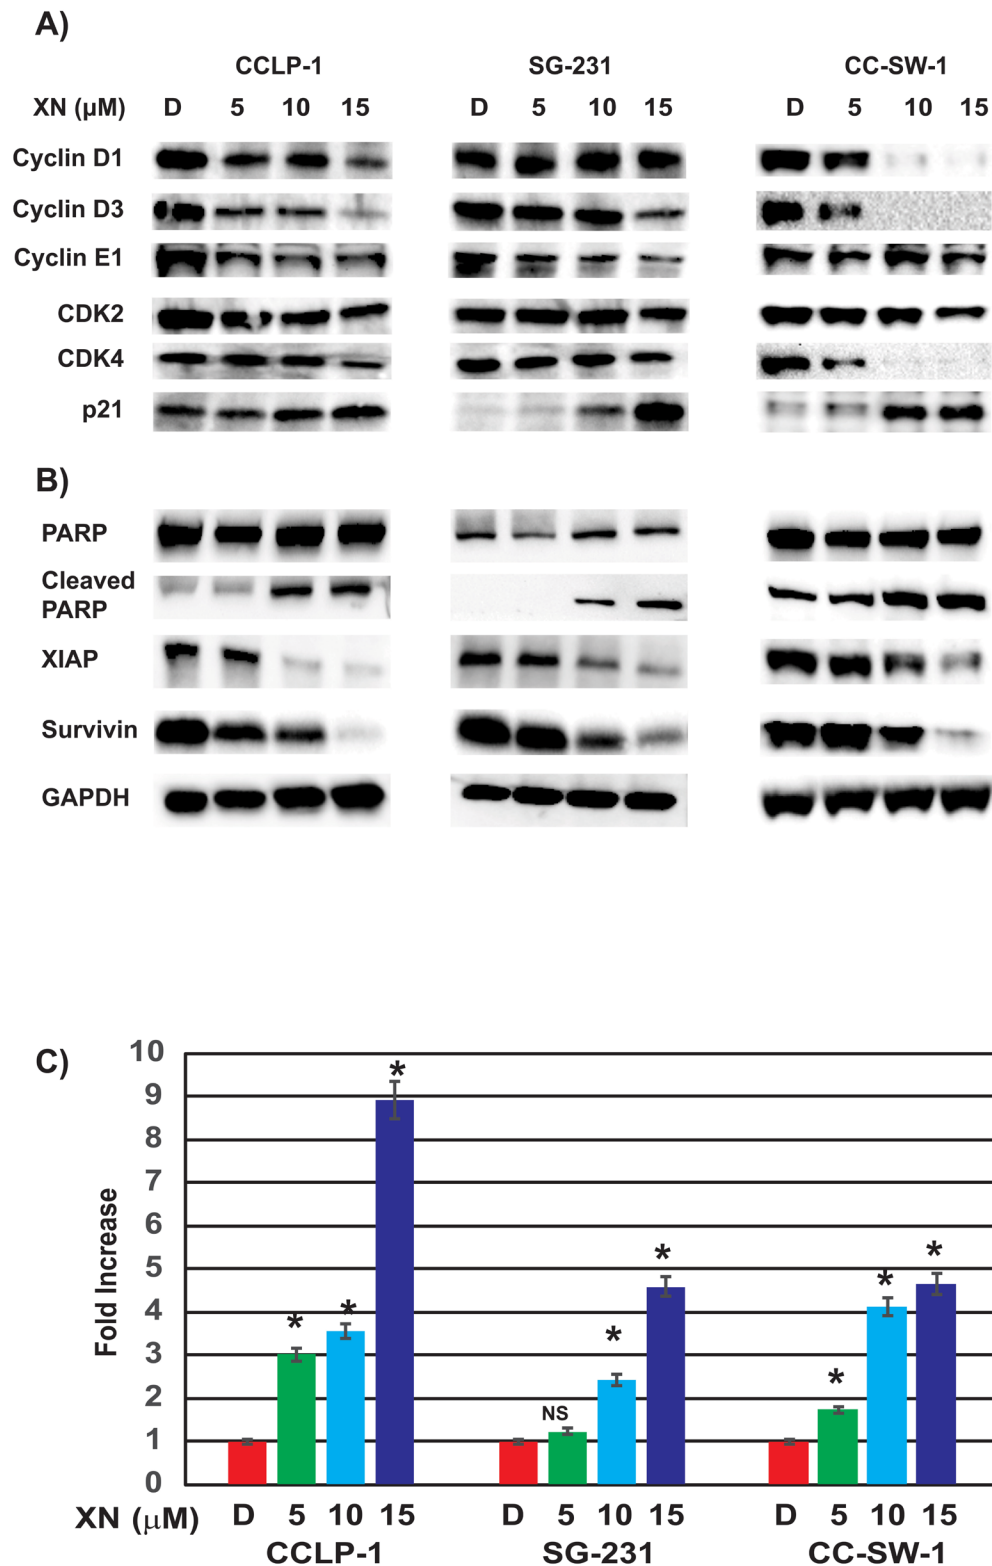 A)
CCLP-1 SG-231 CC-SW-1
XN (µM) D 5 10 15 D 5 10 15 D 5 10 15
Cyclin D1
Cyclin D3
Cyclin E1
CDK2
CDK4
p21
B)
PARP
Cleaved
PARP
XIAP
Survivin
GAPDH
C)
10
9
8
7
6
5
4
3
2
1
0
Fold Increase
*
*
*
*
*
NS
*
*
*
XN (µM) D 5 10 15 D 5 10 15 D 5 10 15
CCLP-1 SG-231 CC-SW-1